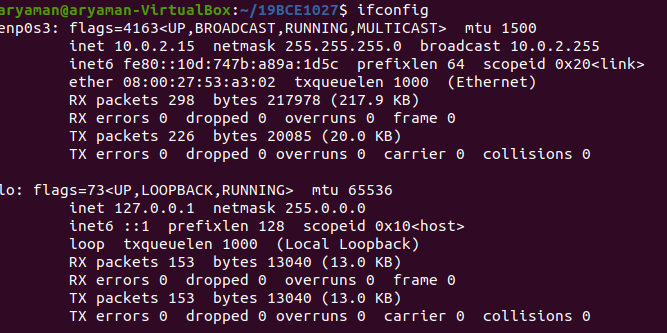 aryaman@aryaman-VirtualBox:~/19BCE1027$ ifconfig
enp0s3: flags=4163<UP,BROADCAST,RUNNING,MULTICAST>  mtu 1500
        inet 10.0.2.15  netmask 255.255.255.0  broadcast 10.0.2.255
        inet6 fe80::10d:747b:a89a:1d5c  prefixlen 64  scopeid 0x20<link>
        ether 08:00:27:53:a3:02  txqueuelen 1000  (Ethernet)
        RX packets 298  bytes 217978 (217.9 KB)
        RX errors 0  dropped 0  overruns 0  frame 0
        TX packets 226  bytes 20085 (20.0 KB)
        TX errors 0  dropped 0 overruns 0  carrier 0  collisions 0

lo: flags=73<UP,LOOPBACK,RUNNING>  mtu 65536
        inet 127.0.0.1  netmask 255.0.0.0
        inet6 ::1  prefixlen 128  scopeid 0x10<host>
        loop  txqueuelen 1000  (Local Loopback)
        RX packets 153  bytes 13040 (13.0 KB)
        RX errors 0  dropped 0  overruns 0  frame 0
        TX packets 153  bytes 13040 (13.0 KB)
        TX errors 0  dropped 0 overruns 0  carrier 0  collisions 0